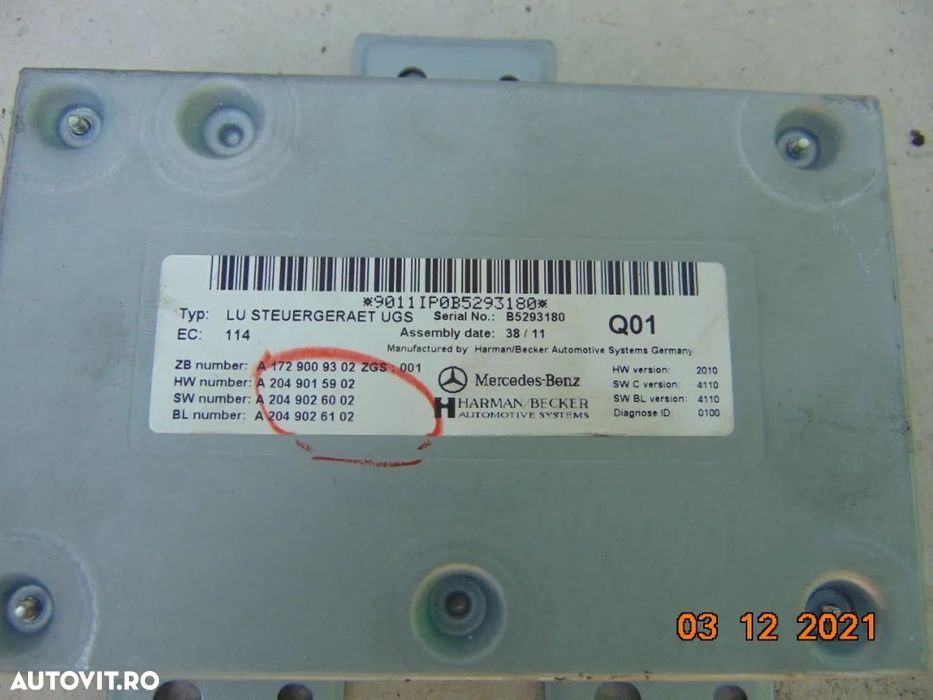 *9011IP0B5293180*
Typ: LU STEUERGERAET UGS Serial No.: B5293180
EC: 114 Assembly date: 38 / 11 Q01
Manufactured by Harman/Becker Automotive Systems Germany
ZB number: A 172 900 93 02 ZGS : 001 HW version: 2010
HW number: A 204 901 59 02 Mercedes-Benz SW C version: 4110
SW number: A 204 902 60 02 HARMAN/BECKER SW BL version: 4110
BL number: A 204 902 61 02 AUTOMOTIVE SYSTEMS Diagnose ID: 0100
03 12 2021
AUTOVIT.RO